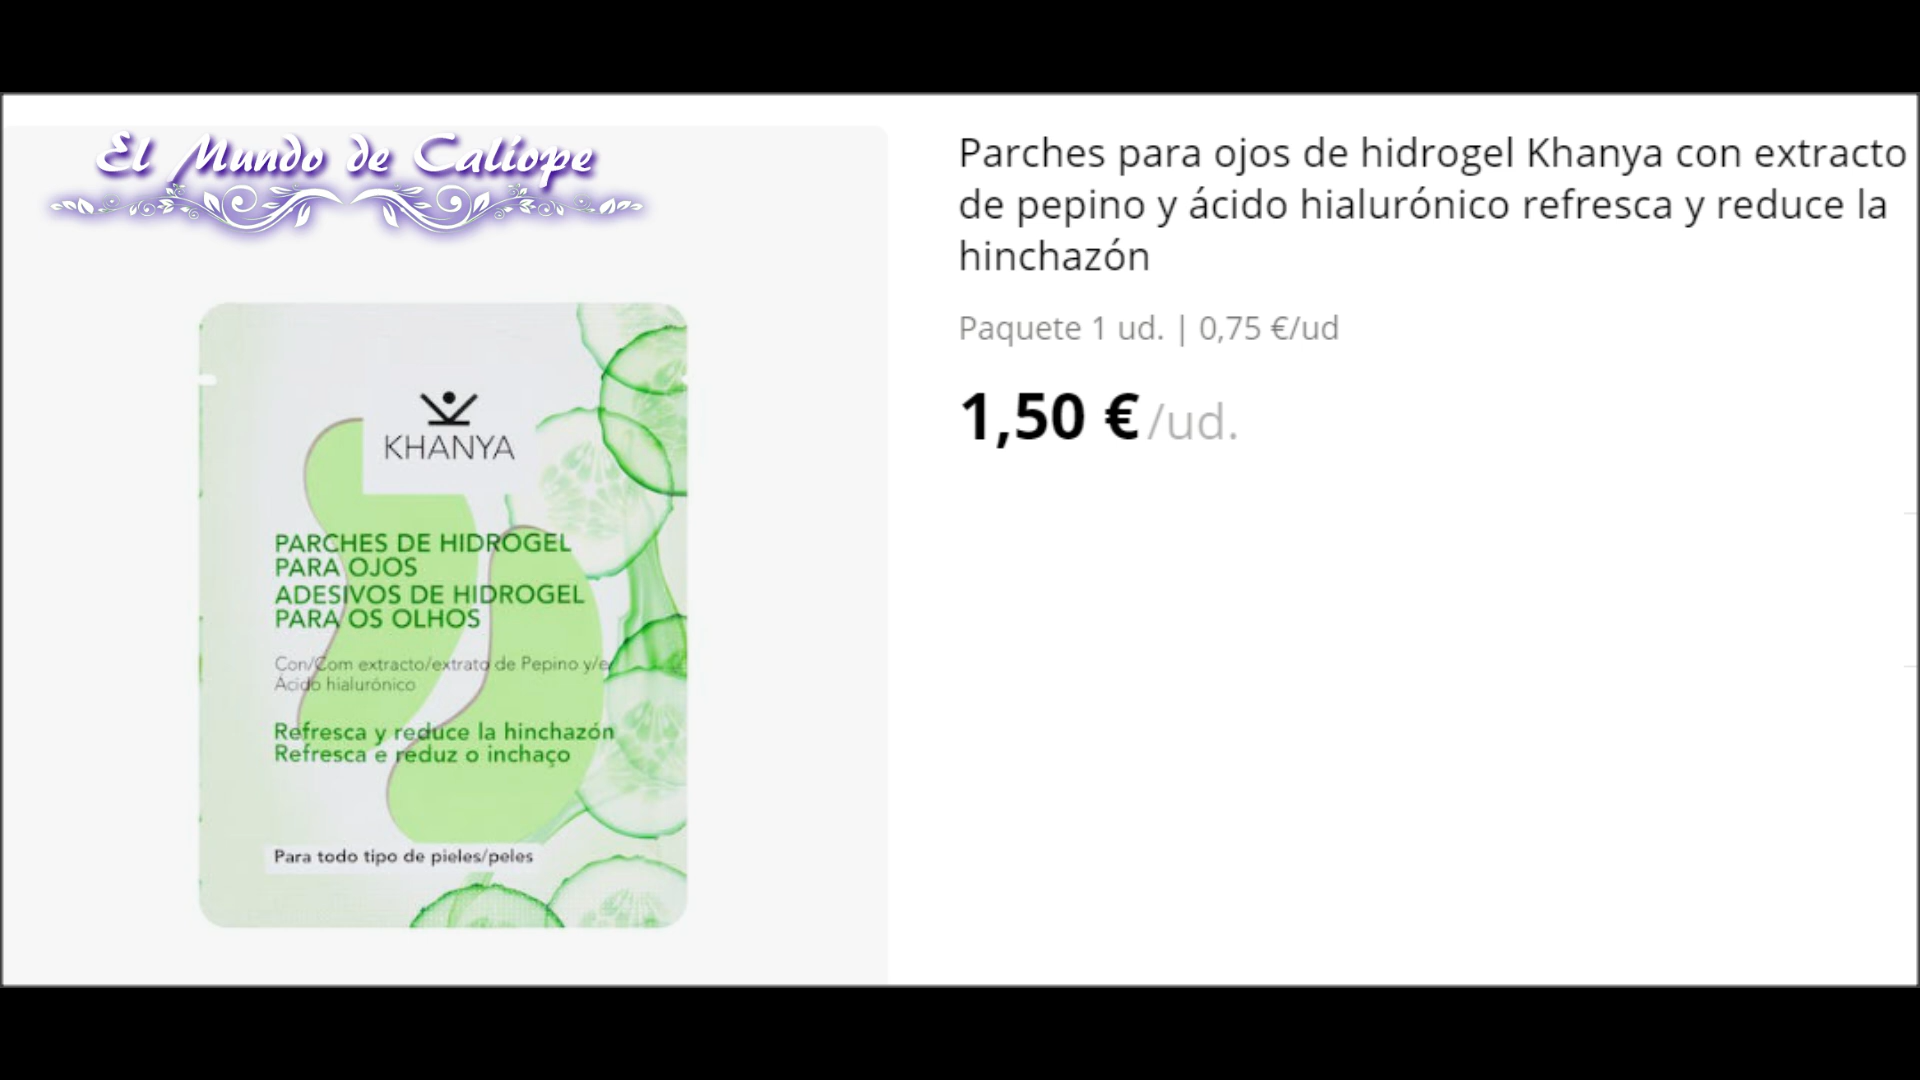 El Mundo de Calíope
Parches para ojos de hidrogel Khanya con extracto
de pepino y ácido hialurónico refresca y reduce la
hinchazón
Paquete 1 ud. | 0,75 €/ud
1,50 €/ud.
KHANYA
PARCHES DE HIDROGEL
PARA OJOS
ADESIVOS DE HIDROGEL
PARA OS OLHOS
Con/Com extracto/extrato de Pepino y/e
Ácido hialurónico
Refresca y reduce la hinchazón
Refresca e reduz o inchaço
Para todo tipo de pieles/peles